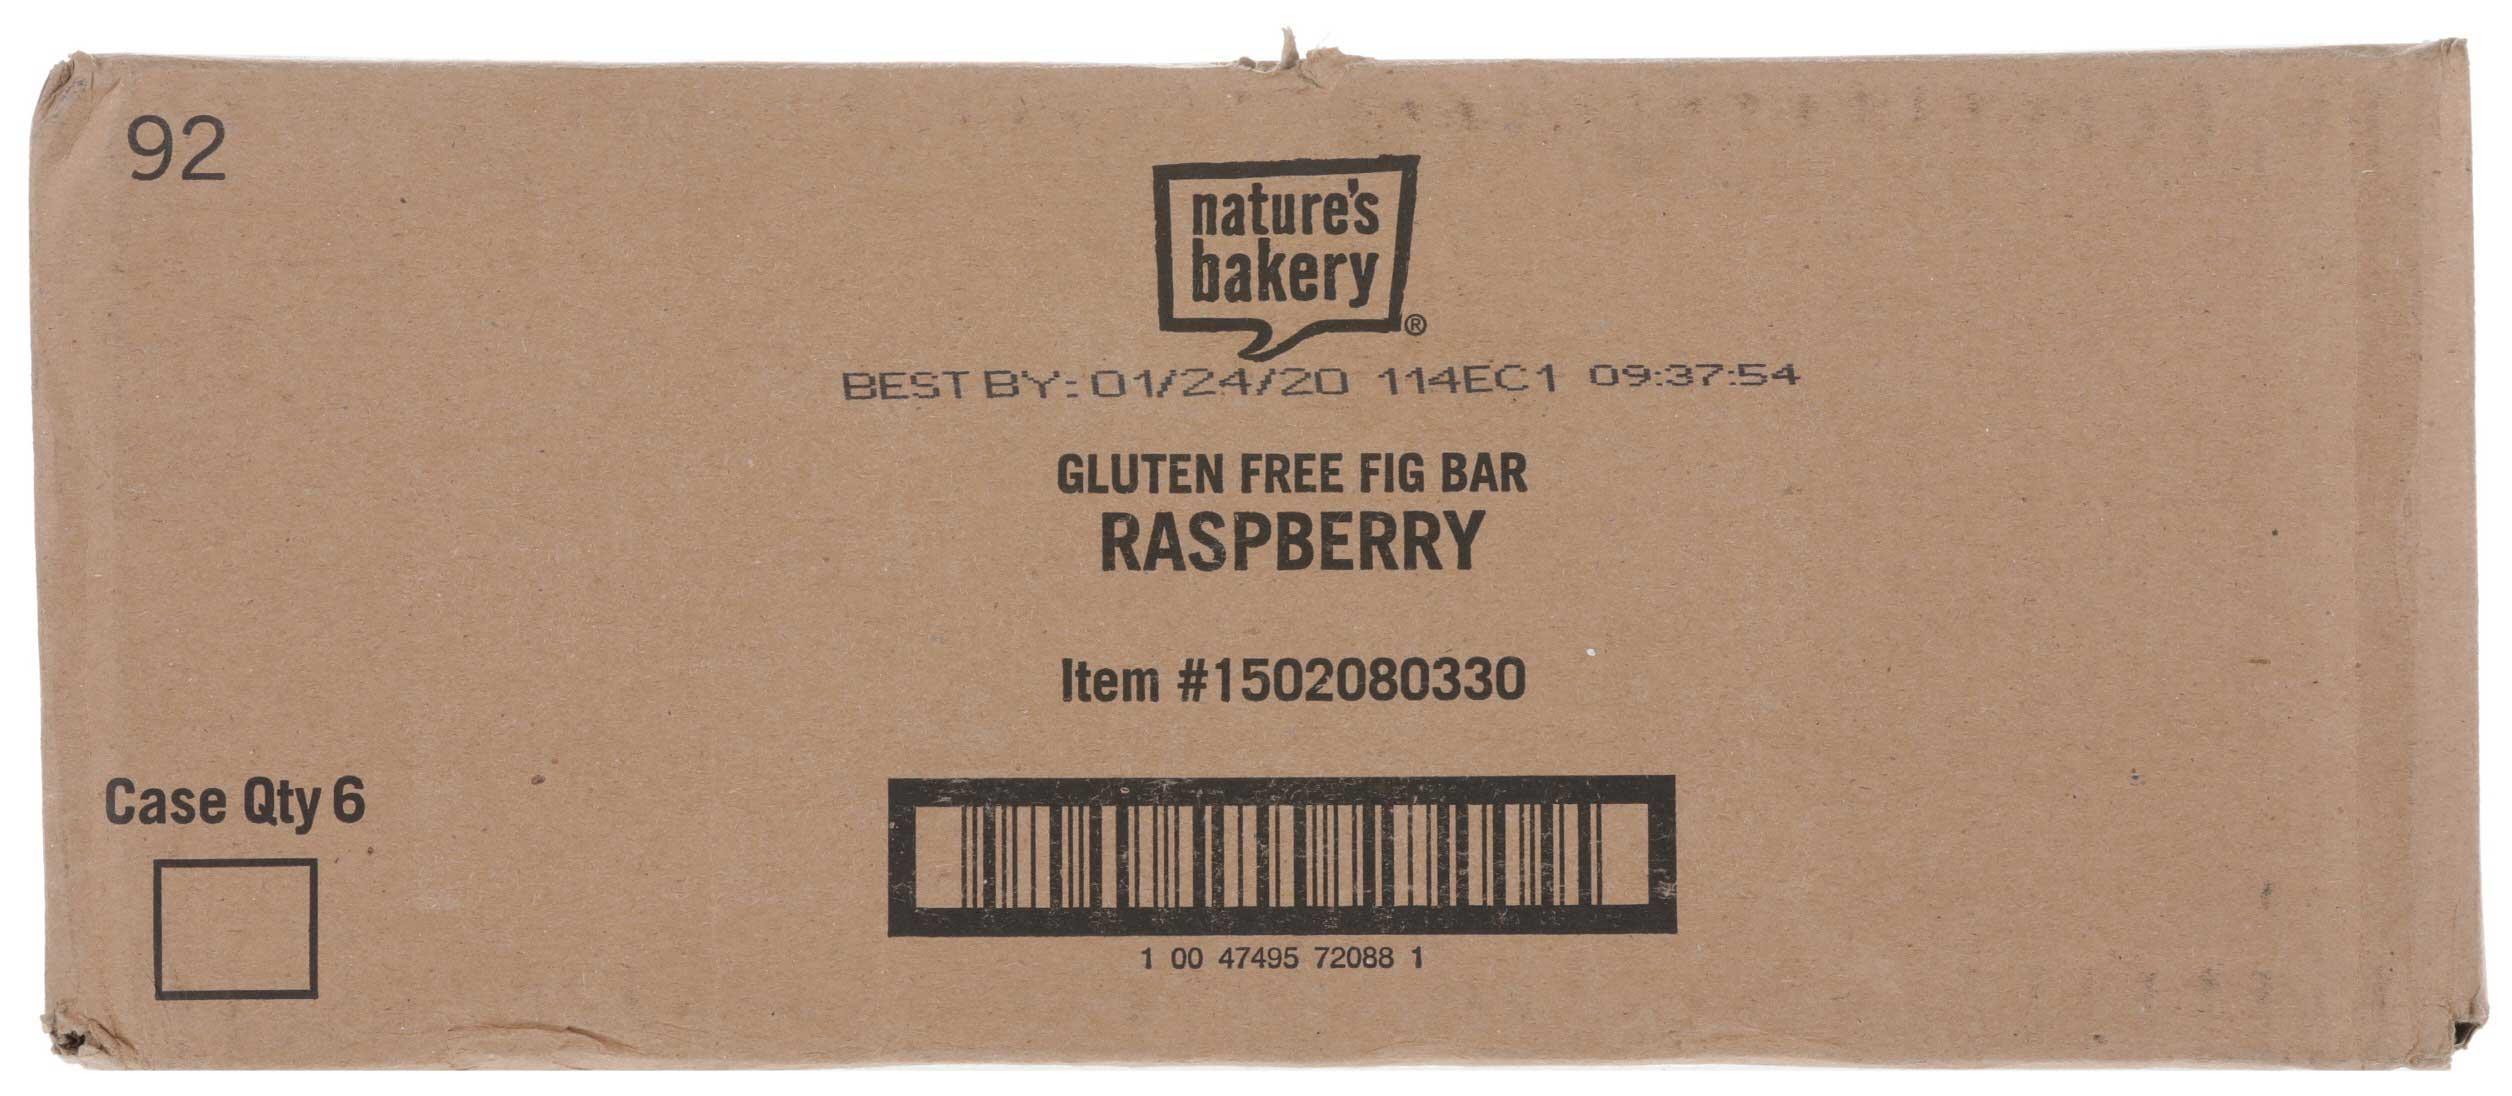 92
nature's
bakery
®
BEST BY: 01/24/20 114EC1 09:37:54
GLUTEN FREE FIG BAR
RASPBERRY
Item #1502080330
Case Qty 6
1 00 47495 72088 1